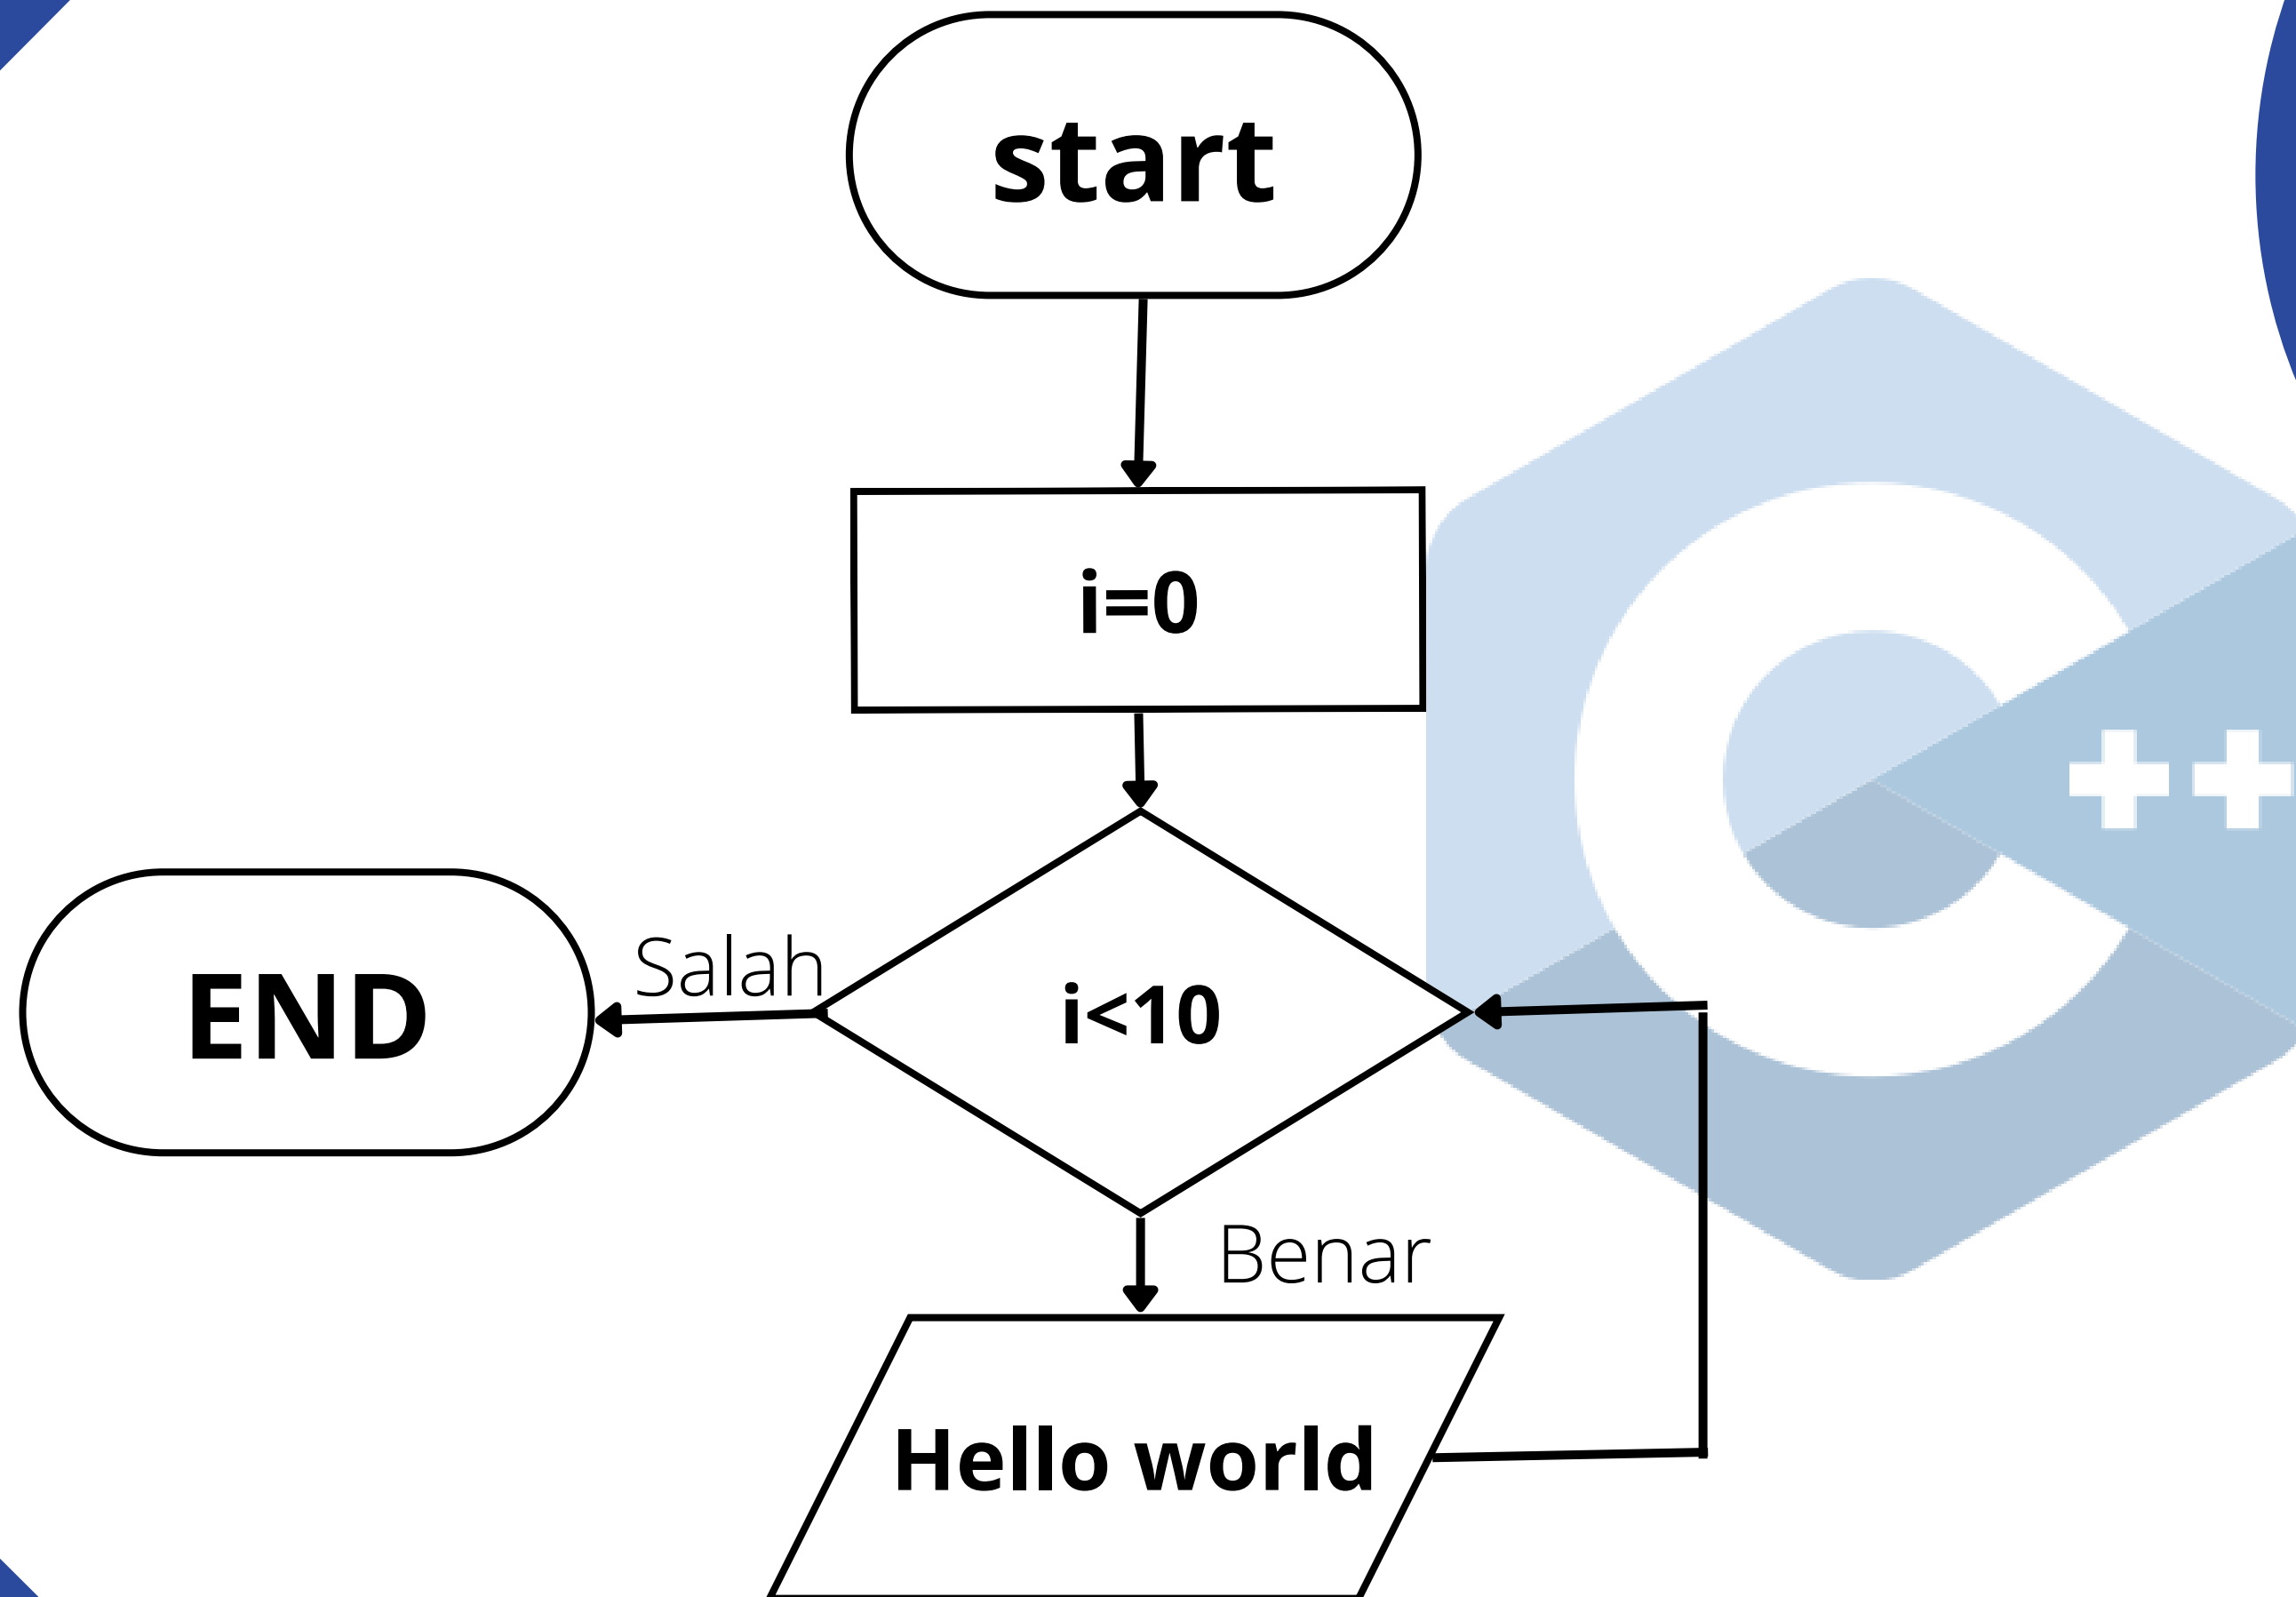 start
i=0
Salah
END
i<10
Benar
Hello world
C++